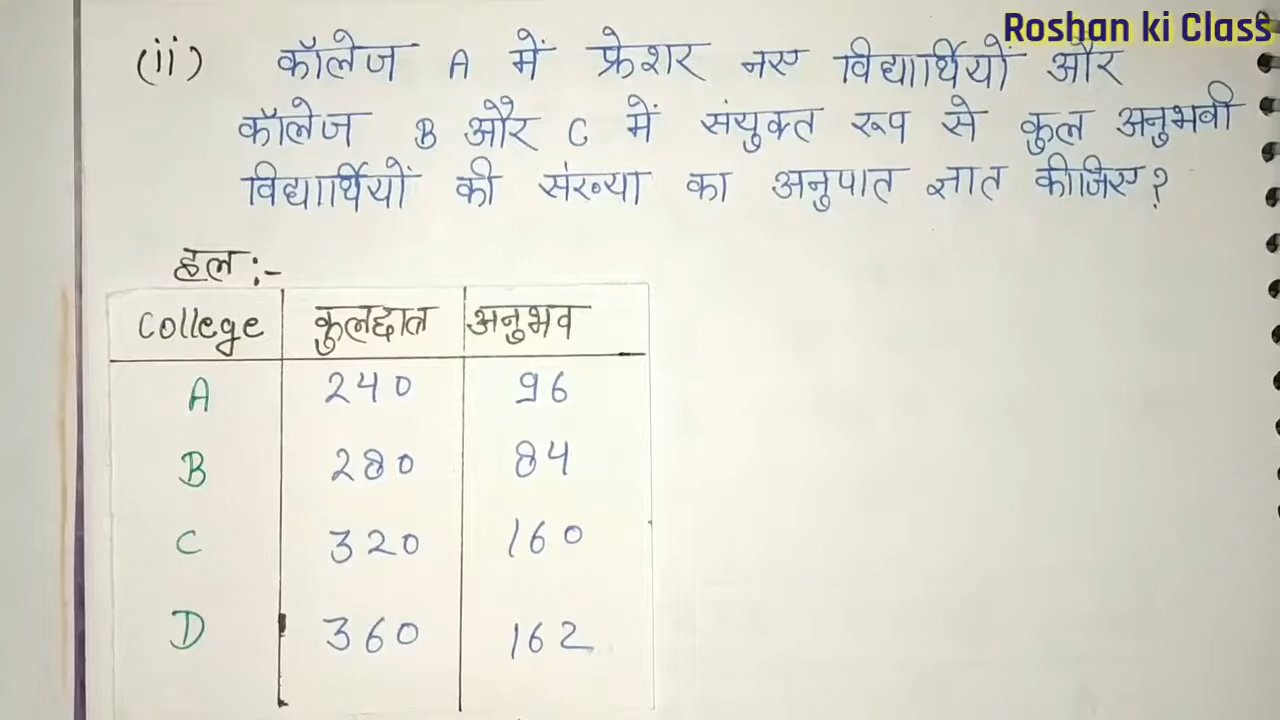 Roshan ki Class
(ii) कॉलेज A में फ्रेशर नए विद्यार्थियों और
कॉलेज B और C में संयुक्त रूप से कुल अनुभवी
विद्यार्थियों की संख्या का अनुपात ज्ञात कीजिए?
हल:-
College कुलछात्र अनुभव
A 240 96
B 280 84
C 320 160
D 360 162